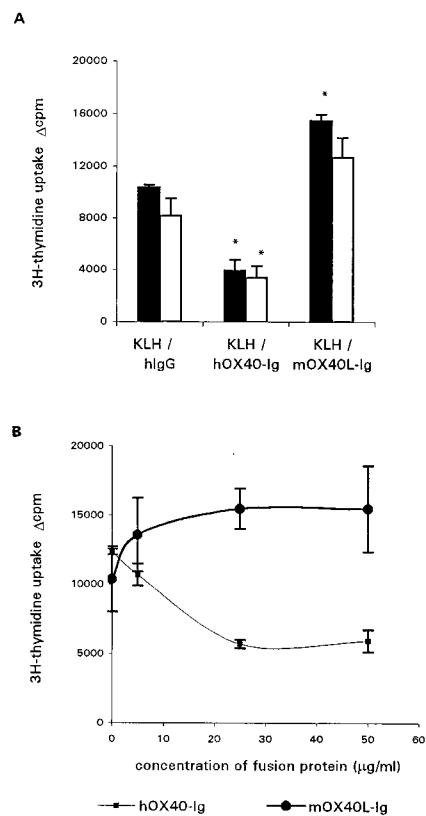 A
20000
16000
12000
8000
4000
0
3H-thymidine uptake Δcpm
* * *
KLH / KLH / KLH /
hIgG hOX40-Ig mOX40L-Ig
B
20000
15000
10000
5000
0
3H-thymidine uptake Δcpm
0 10 20 30 40 50 60
concentration of fusion protein (μg/ml)
hOX40-Ig mOX40L-Ig